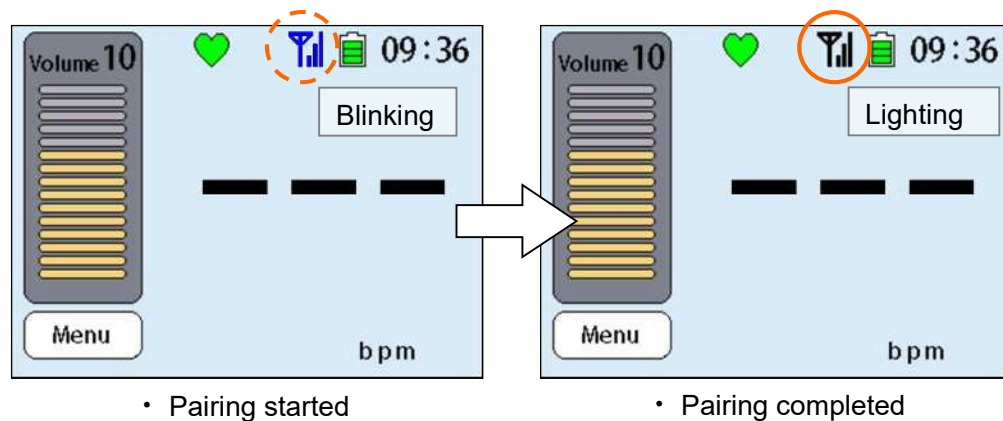 Volume 10
09:36
Blinking
Menu
bpm
・ Pairing started
Volume 10
09:36
Lighting
Menu
bpm
・ Pairing completed